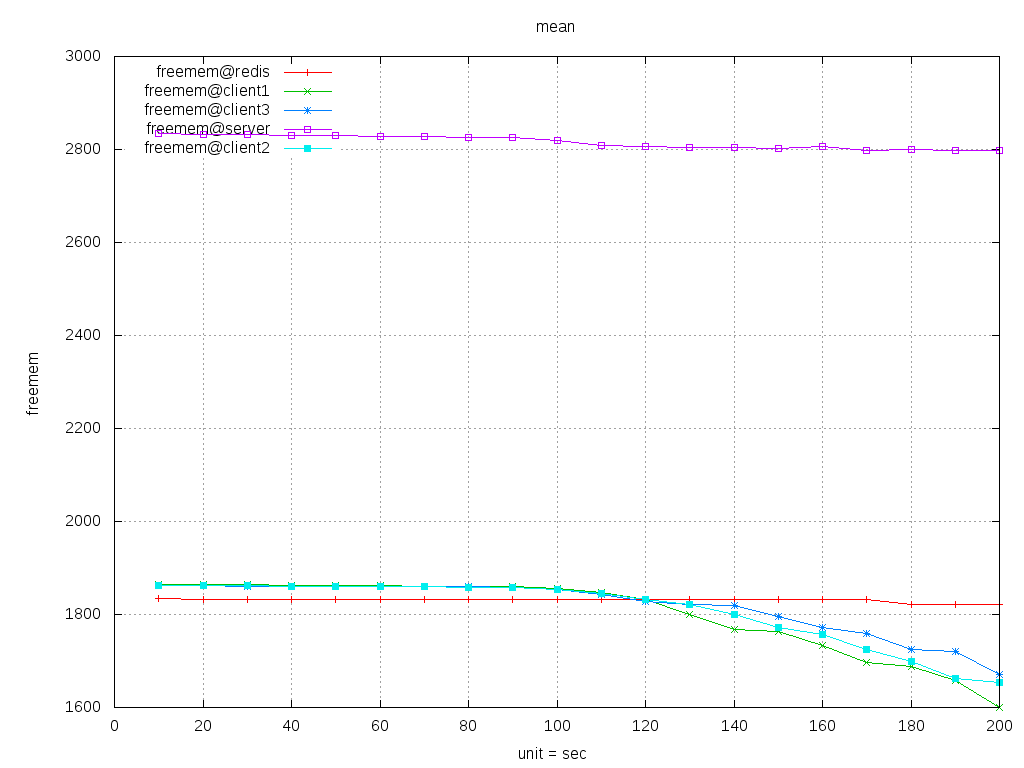 mean
3000
2800
2600
2400
2200
2000
1800
1600
freemem
freemem@redis
freemem@client1
freemem@client3
freemem@server
freemem@client2
0 20 40 60 80 100 120 140 160 180 200
unit = sec